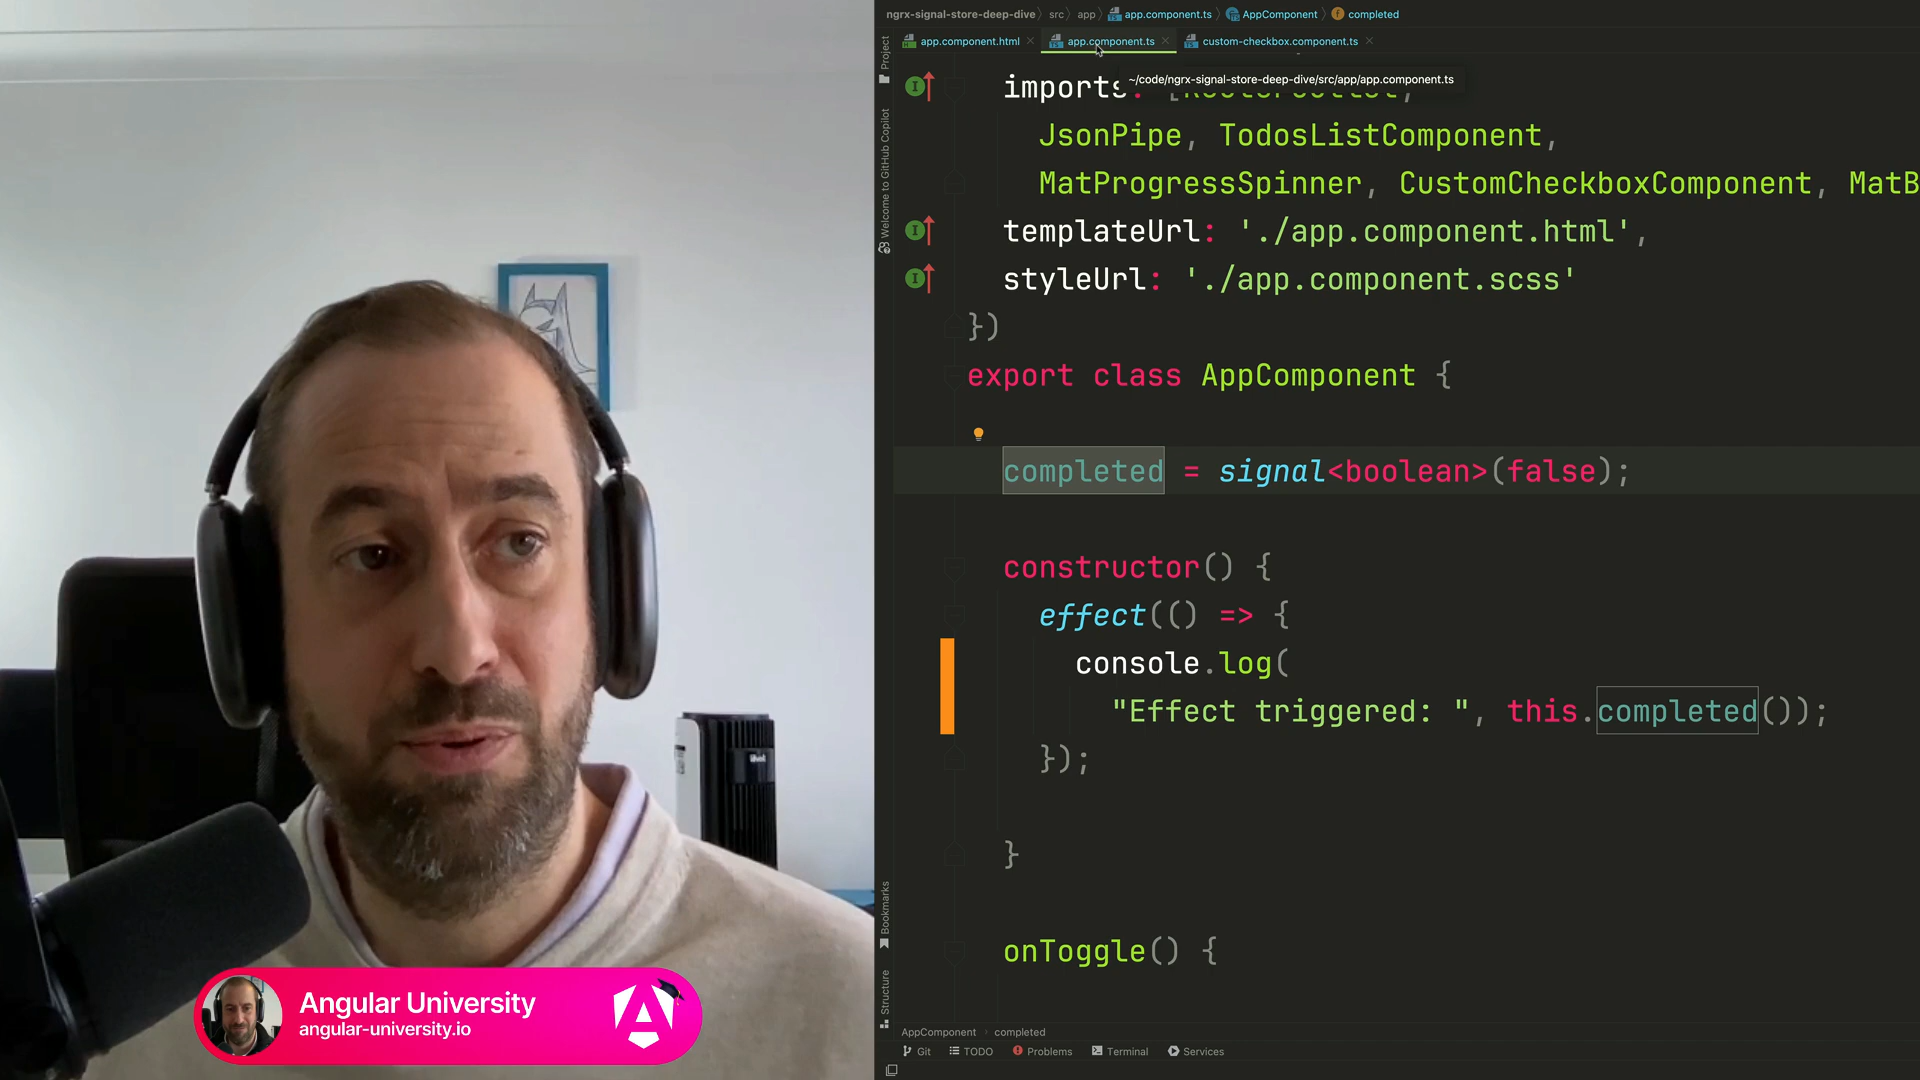 ngrx-signal-store-deep-dive src app app.component.ts AppComponent completed
app.component.html app.component.ts custom-checkbox.component.ts
~/code/ngrx-signal-store-deep-dive/src/app/app.component.ts
imports:
JsonPipe, TodosListComponent,
MatProgressSpinner, CustomCheckboxComponent, MatB
templateUrl: './app.component.html',
styleUrl: './app.component.scss'
})
export class AppComponent {
completed = signal<boolean>(false);
constructor() {
effect(() => {
console.log(
"Effect triggered: ", this.completed());
});
}
onToggle() {
AppComponent completed
Git TODO Problems Terminal Services
Project
Welcome to GitHub Copilot
Bookmarks
Structure
Angular University
angular-university.io